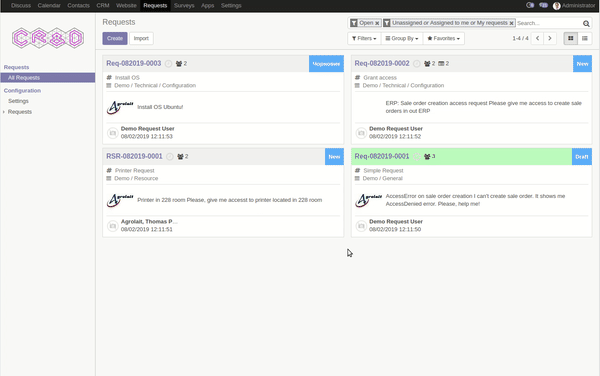 Discuss Calendar Contacts CRM Website Requests Surveys Apps Settings Administrator
CR&D
Requests
Open Unassigned or Assigned to me or My requests Search...
Create Import
Filters Group By Favorites 1-4 / 4
Requests
All Requests
Configuration
Settings
Requests
Req-082019-0003 2 Черновик
Install OS
Demo / Technical / Configuration
Agrolait Install OS Ubuntu!
Demo Request User
08/02/2019 12:11:53
Req-082019-0002 2 2 New
Grant access
Demo / Technical / Configuration
ERP: Sale order creation access request Please give me access to create sale
orders in out ERP
Demo Request User
08/02/2019 12:11:52
RSR-082019-0001 2 New
Printer Request
Demo / Resource
Agrolait Printer in 228 room Please, give me accesst to printer located in 228 room
Agrolait, Thomas P...
08/02/2019 12:11:51
Req-082019-0001 3 Draft
Simple Request
Demo / General
Agrolait AccessError on sale order creation I can't create sale order. It shows me
AccessDenied error. Please, help me!
Demo Request User
08/02/2019 12:11:50